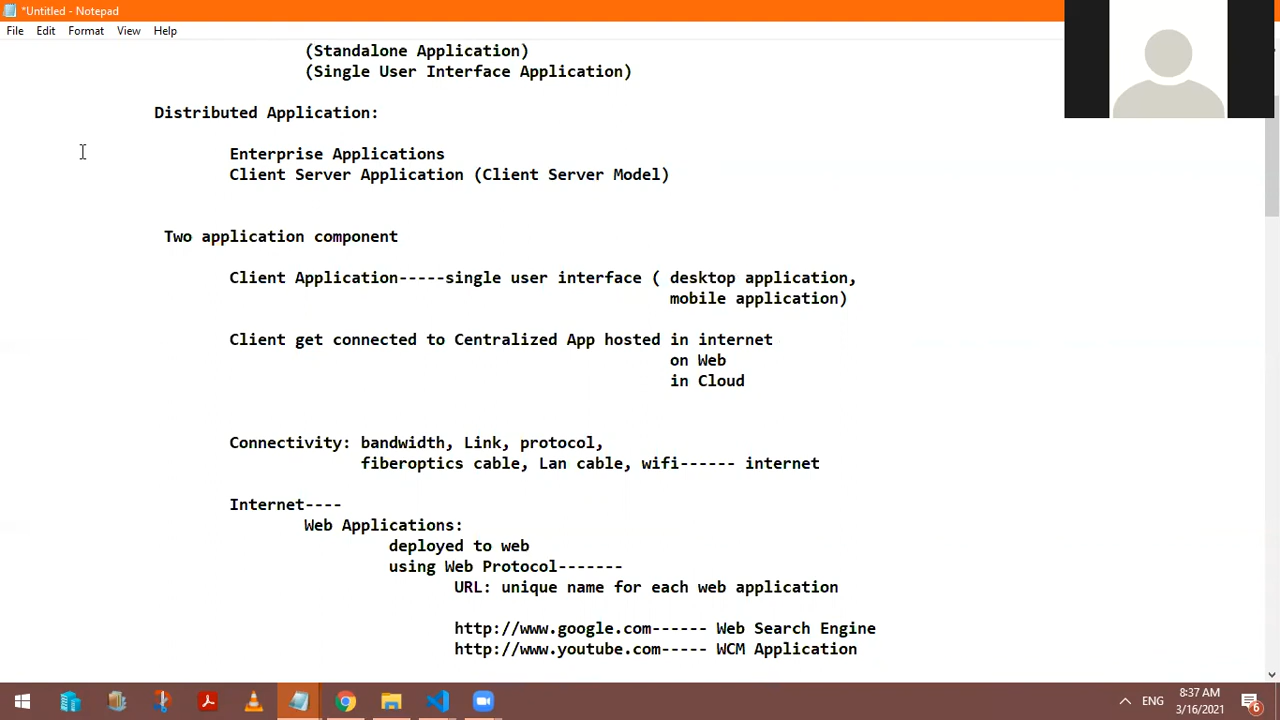 *Untitled - Notepad
File Edit Format View Help
(Standalone Application)
(Single User Interface Application)
Distributed Application:
Enterprise Applications
Client Server Application (Client Server Model)
Two application component
Client Application-----single user interface ( desktop application,
mobile application)
Client get connected to Centralized App hosted in internet
on Web
in Cloud
Connectivity: bandwidth, Link, protocol,
fiberoptics cable, Lan cable, wifi------ internet
Internet----
Web Applications:
deployed to web
using Web Protocol-------
URL: unique name for each web application
http://www.google.com------ Web Search Engine
http://www.youtube.com----- WCM Application
ENG
8:37 AM
3/16/2021
6